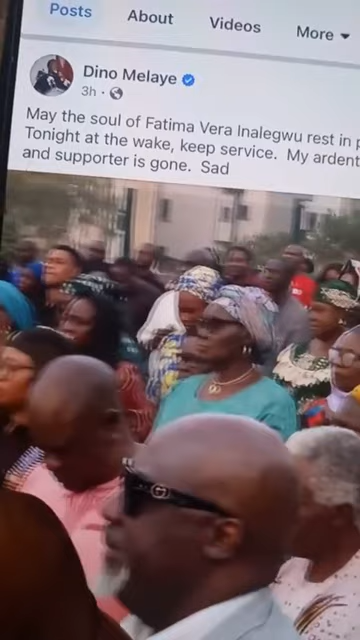 Posts About Videos More
Dino Melaye
3h
May the soul of Fatima Vera Inalegwu rest in
Tonight at the wake, keep service. My ardent
and supporter is gone. Sad